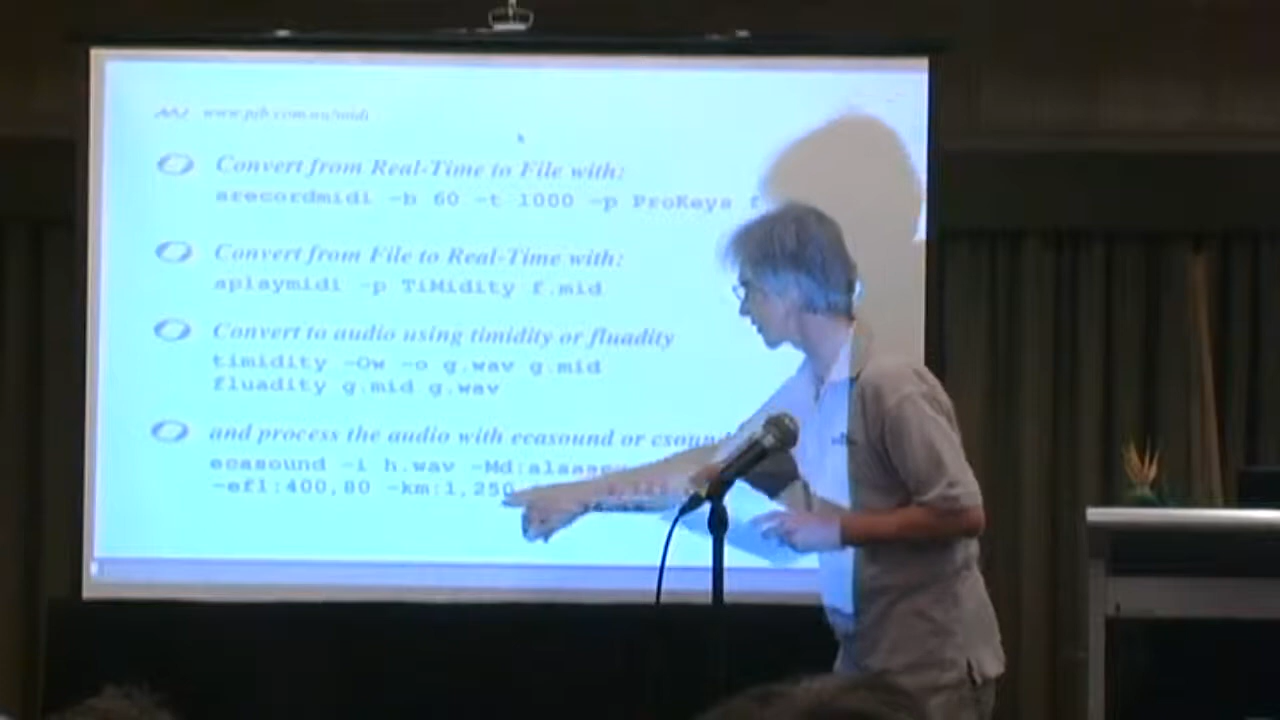 www.pjb.com.au/midi
Convert from Real-Time to File with:
arecordmidi -b 60 -t 1000 -p ProKeys f
Convert from File to Real-Time with:
aplaymidi -p TiMidity f.mid
Convert to audio using timidity or fluadity
timidity -Ow -o g.wav g.mid
fluadity g.mid g.wav
and process the audio with ecasound or csound
ecasound -i h.wav
-efl:400,80 -km:1,250